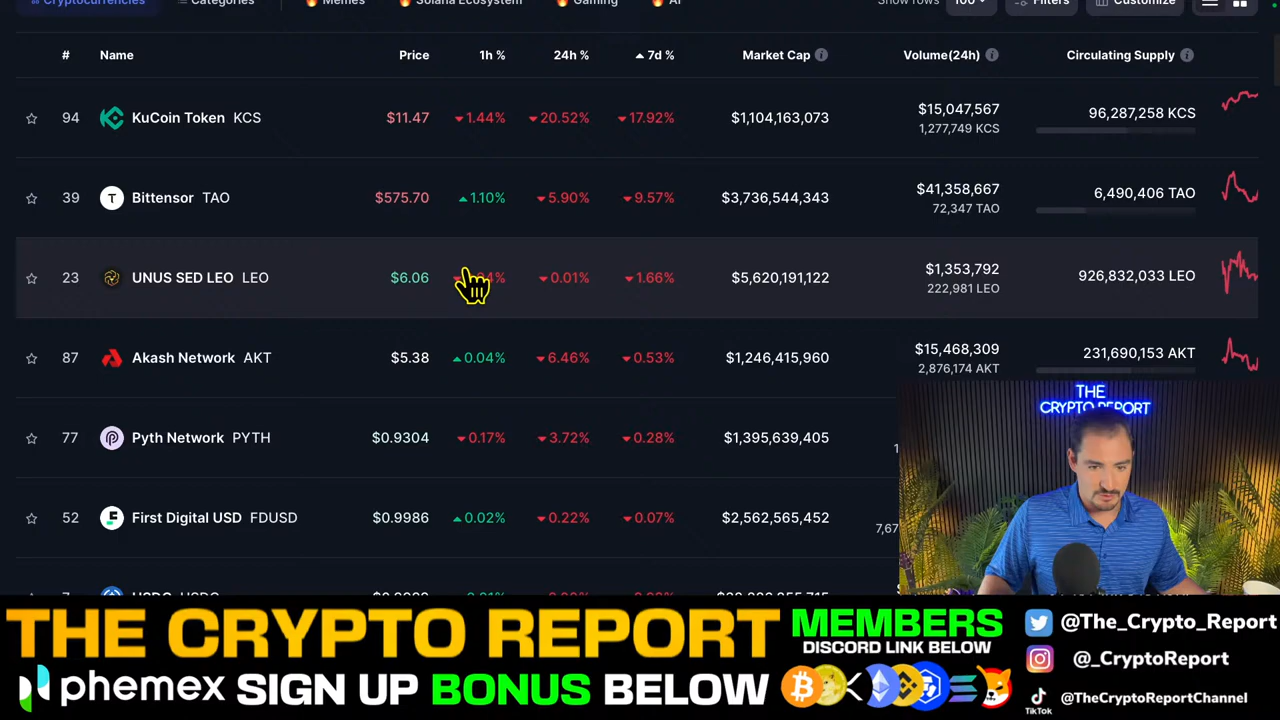 Cryptocurrencies Categories Memes Solana Ecosystem Gaming AI Show rows 100 Filters Customize
# Name Price 1h % 24h % 7d % Market Cap Volume(24h) Circulating Supply
94 KuCoin Token KCS $11.47 1.44% 20.52% 17.92% $1,104,163,073 $15,047,567 96,287,258 KCS
1,277,749 KCS
39 Bittensor TAO $575.70 1.10% 5.90% 9.57% $3,736,544,343 $41,358,667 6,490,406 TAO
72,347 TAO
23 UNUS SED LEO LEO $6.06 0.01% 1.66% $5,620,191,122 $1,353,792 926,832,033 LEO
222,981 LEO
87 Akash Network AKT $5.38 0.04% 6.46% 0.53% $1,246,415,960 $15,468,309 231,690,153 AKT
2,876,174 AKT
77 Pyth Network PYTH $0.9304 0.17% 3.72% 0.28% $1,395,639,405
52 First Digital USD FDUSD $0.9986 0.02% 0.22% 0.07% $2,562,565,452
THE
CRYPTO REPORT
THE CRYPTO REPORT
phemex SIGN UP BONUS BELOW
MEMBERS
DISCORD LINK BELOW
@The_Crypto_Report
@_CryptoReport
TikTok @TheCryptoReportChannel